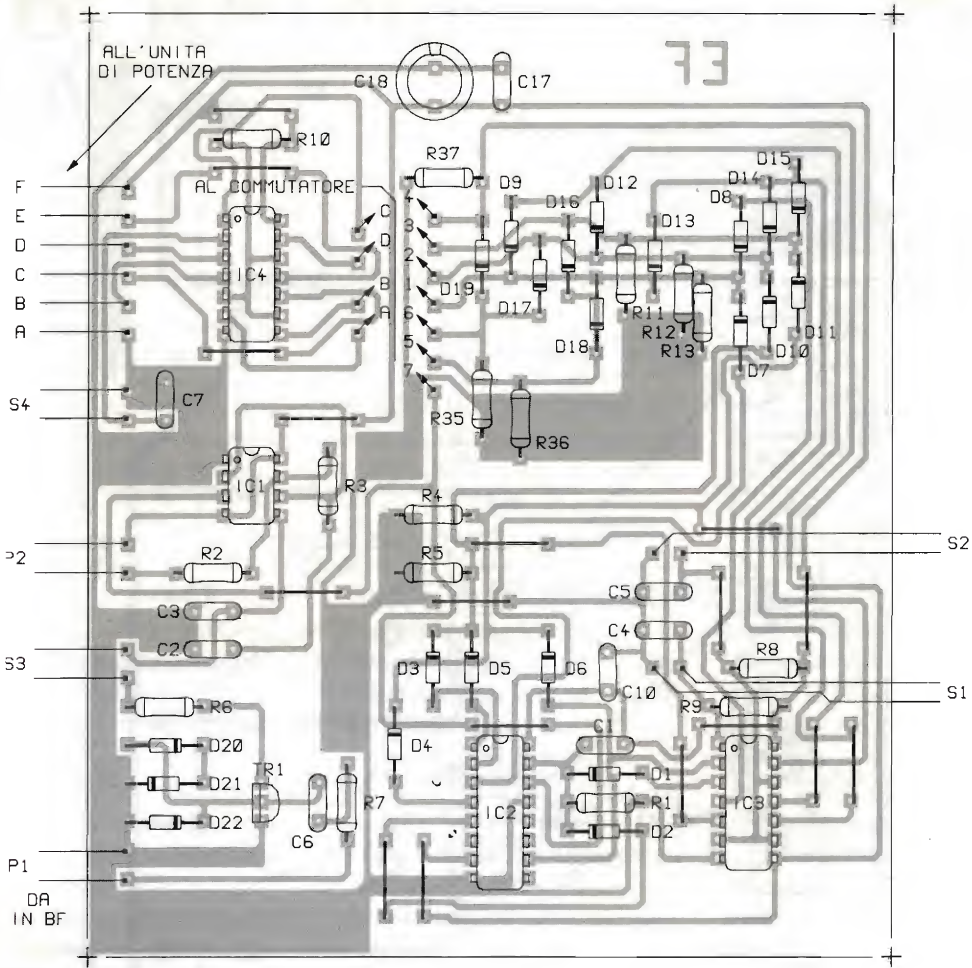 ALL'UNITA
DI POTENZA
C18
C17
R10
R37
D15
F
AL COMMUTATORE
D9
D16
D12
D14
D8
D13
E
D
C
B
A
IC4
C
D
B
A
4
3
2
1
6
5
7
D19
D17
R11
R12
R13
D11
D10
D7
D18
S4
C7
R35
R36
IC1
R3
R4
P2
R2
R5
S2
C3
C2
C5
C4
S3
R6
D3
D5
D6
C10
R8
S1
R9
C1
D20
D21
D22
TR1
C6
R7
D4
IC2
D1
R1
D2
IC3
P1
DA
IN BF